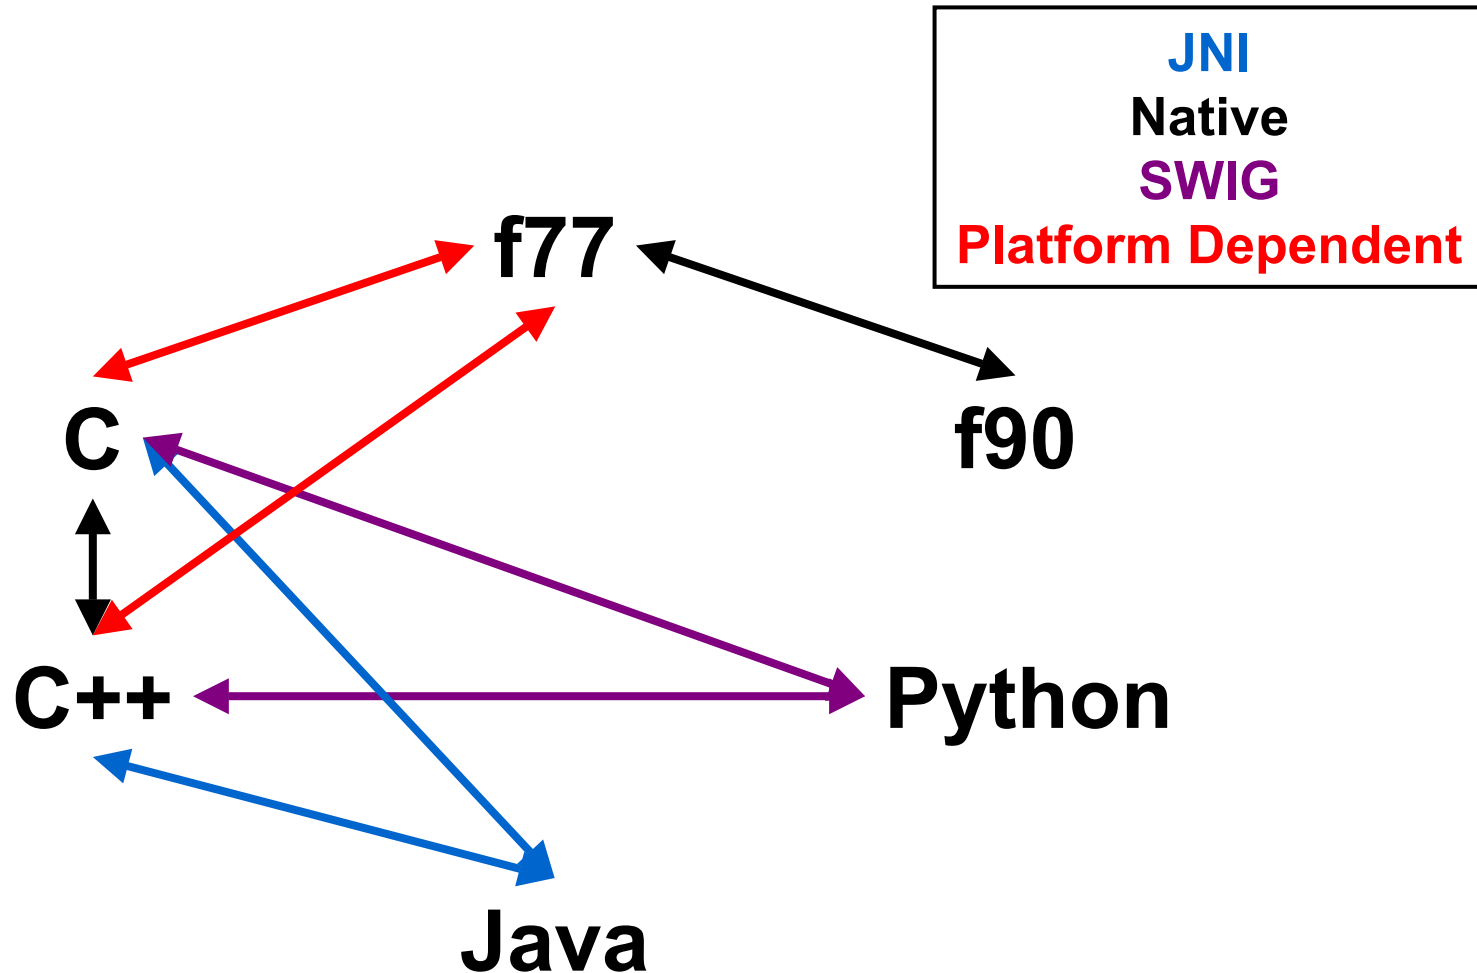 JNI
Native
SWIG
Platform Dependent
f77
C
f90
C++
Python
Java